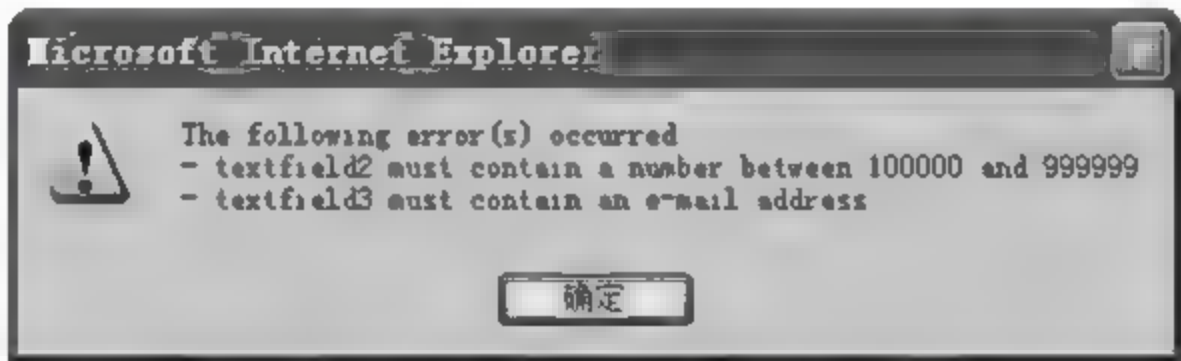 Microsoft Internet Explorer
The following error(s) occurred
- textfield2 must contain a number between 100000 and 999999
- textfield3 must contain an e-mail address
确定